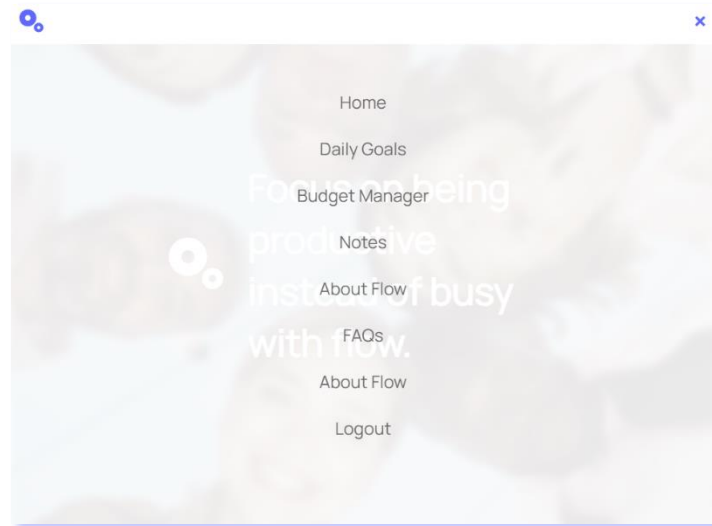 Home
Daily Goals
Budget Manager
Notes
About Flow
FAQs
About Flow
Logout
Focus on being
productive
instead of busy
with flow.